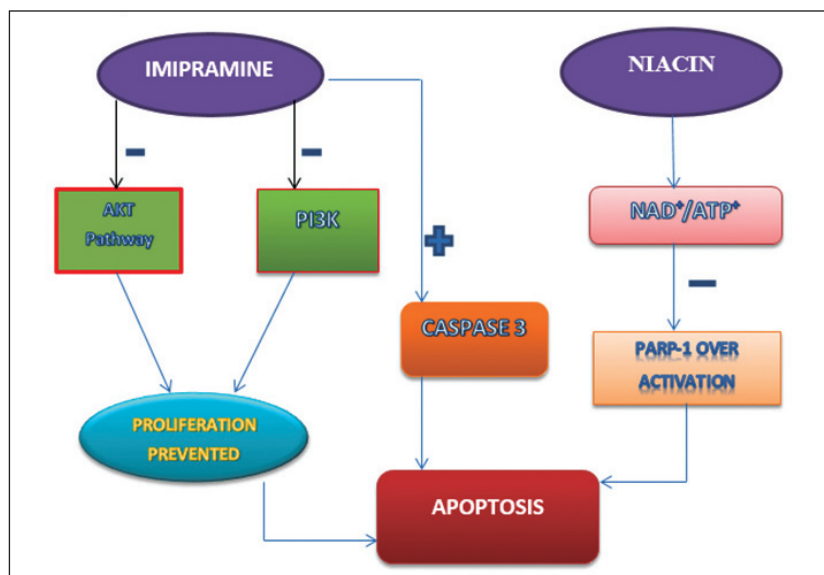 IMIPRAMINE
NIACIN
−
−
AKT
Pathway
PI3K
NAD⁺/ATP⁺
+
−
CASPASE 3
PARP-1 OVER
ACTIVATION
PROLIFERATION
PREVENTED
APOPTOSIS